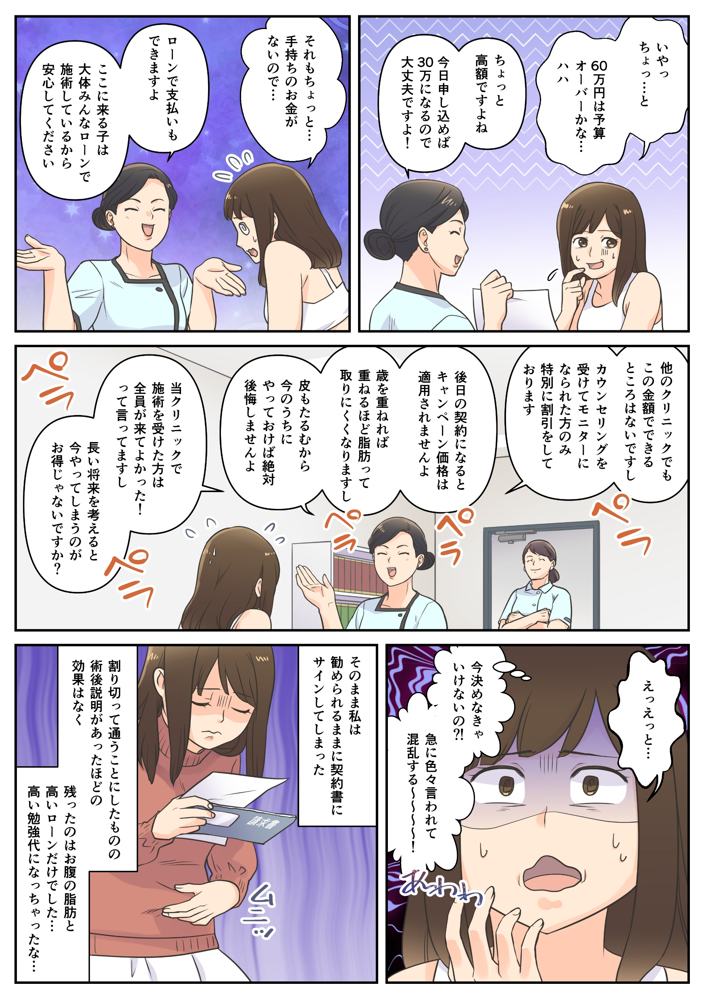 いやっ
ちょっ…と
60万円は予算
オーバーかな…
ハハ
ちょっと
高額ですよね
今日申し込めば
30万になるので
大丈夫ですよ！
それもちょっと…
手持ちのお金が
ないので…
ローンで支払いも
できますよ
ここに来る子は
大体みんなローンで
施術しているから
安心してください
他のクリニックでも
この金額でできる
ところはないですし
カウンセリングを
受けてモニターに
なられた方のみ
特別に割引をして
おります
後日の契約になると
キャンペーン価格は
適用されませんよ
歳を重ねれば
重ねるほど脂肪って
取りにくくなりますし
皮もたるむから
今のうちに
やっておけば絶対
後悔しませんよ
当クリニックで
施術を受けた方は
全員が来てよかった！
って言ってますし
長い将来を考えると
今やってしまうのが
お得じゃないですか？
ペラ
ペラ
ペラ
ペラ
ペラ
えっえっと…
今決めなきゃ
いけないの?!
急に色々言われて
混乱する～～～～！
あわわわ
そのまま私は
勧められるままに契約書に
サインしてしまった
請求書
割り切って通うことにしたものの
術後説明があったほどの
効果はなく
ムニッ
残ったのはお腹の脂肪と
高いローンだけでした…
高い勉強代になっちゃったな…